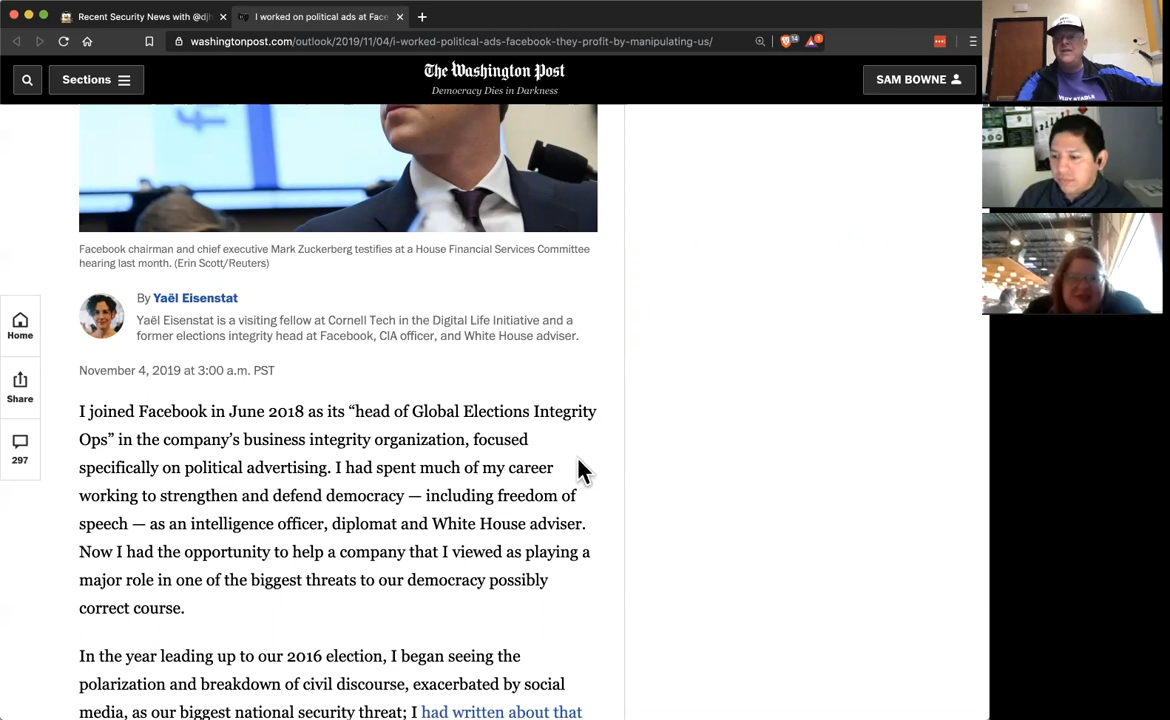 Recent Security News with @djh
I worked on political ads at Face
washingtonpost.com/outlook/2019/11/04/i-worked-political-ads-facebook-they-profit-by-manipulating-us/
14
1
Sections
The Washington Post
Democracy Dies in Darkness
SAM BOWNE
Facebook chairman and chief executive Mark Zuckerberg testifies at a House Financial Services Committee
hearing last month. (Erin Scott/Reuters)
By Yaël Eisenstat
Yaël Eisenstat is a visiting fellow at Cornell Tech in the Digital Life Initiative and a
former elections integrity head at Facebook, CIA officer, and White House adviser.
Home
Share
297
November 4, 2019 at 3:00 a.m. PST
I joined Facebook in June 2018 as its “head of Global Elections Integrity
Ops” in the company’s business integrity organization, focused
specifically on political advertising. I had spent much of my career
working to strengthen and defend democracy — including freedom of
speech — as an intelligence officer, diplomat and White House adviser.
Now I had the opportunity to help a company that I viewed as playing a
major role in one of the biggest threats to our democracy possibly
correct course.
In the year leading up to our 2016 election, I began seeing the
polarization and breakdown of civil discourse, exacerbated by social
media, as our biggest national security threat; I had written about that
VERY STABLE